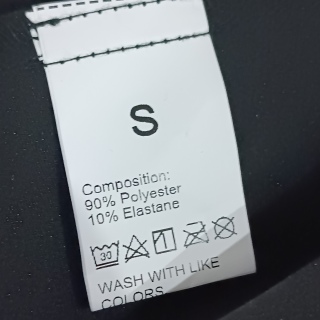 S
Composition:
90% Polyester
10% Elastane
30
WASH WITH LIKE
COLORS